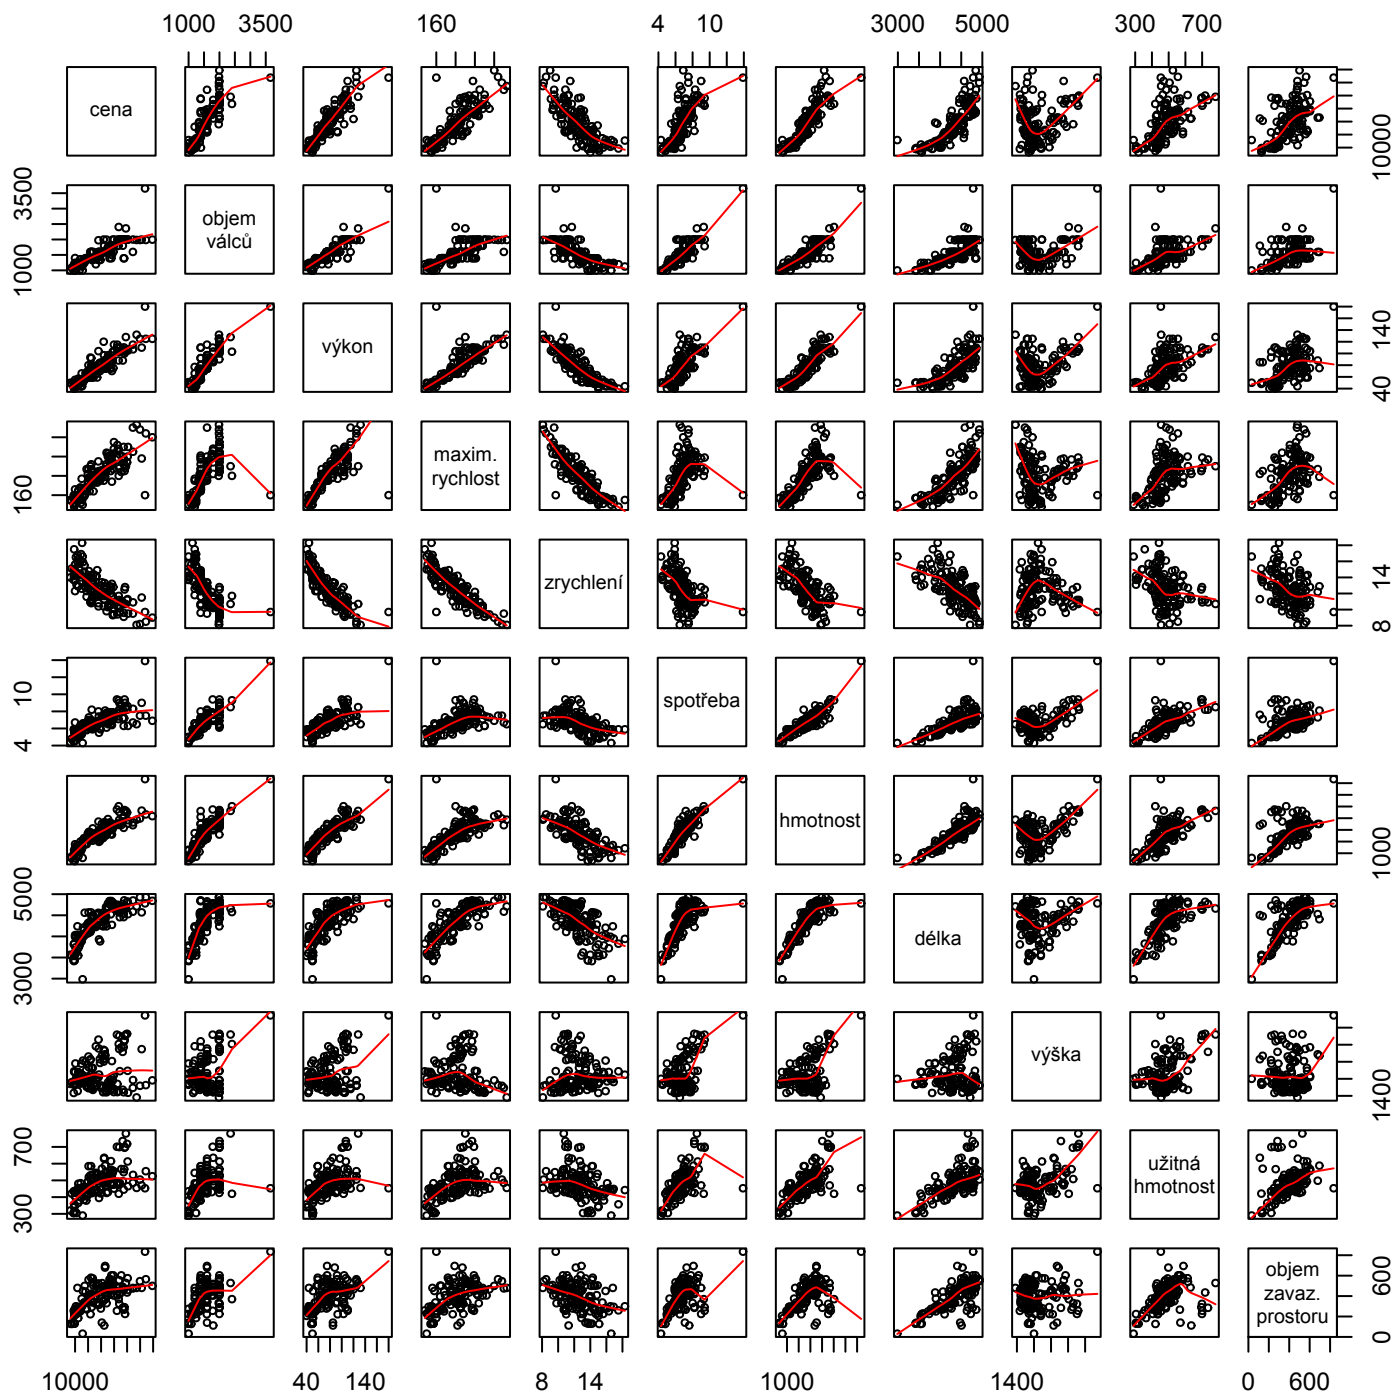 1000 3500 160 4 10 3000 5000 300 700
cena
10000
1000 3500
objem
válců
výkon
40 140
160
maxim.
rychlost
zrychlení
8 14
4 10
spotřeba
hmotnost
1000
3000 5000
délka
výška
1400
300 700
užitná
hmotnost
objem
zavaz.
prostoru
0 600
10000 40 140 8 14 1000 1400 0 600